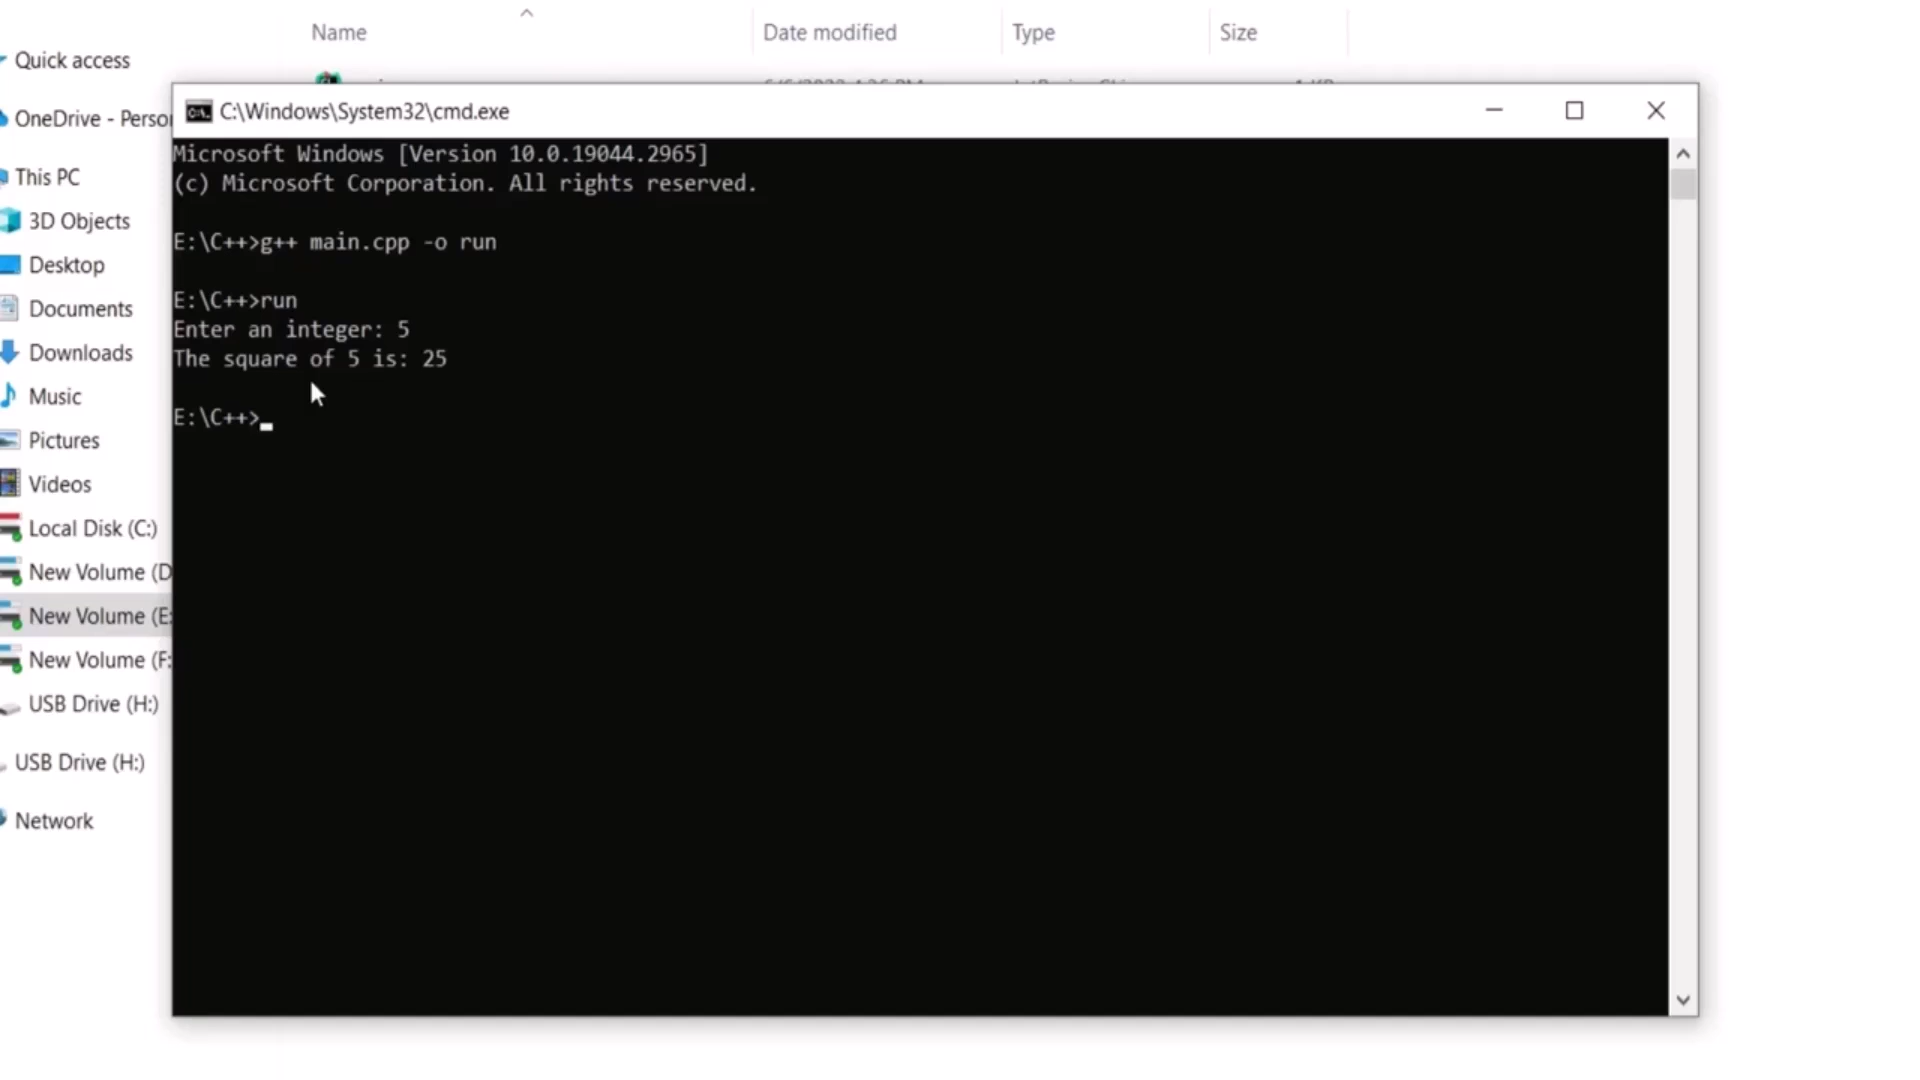 Name Date modified Type Size
Quick access
OneDrive - Person
This PC
3D Objects
Desktop
Documents
Downloads
Music
Pictures
Videos
Local Disk (C:)
New Volume (D
New Volume (E:
New Volume (F:
USB Drive (H:)
USB Drive (H:)
Network
C:\Windows\System32\cmd.exe
Microsoft Windows [Version 10.0.19044.2965]
(c) Microsoft Corporation. All rights reserved.
E:\C++>g++ main.cpp -o run
E:\C++>run
Enter an integer: 5
The square of 5 is: 25
E:\C++>